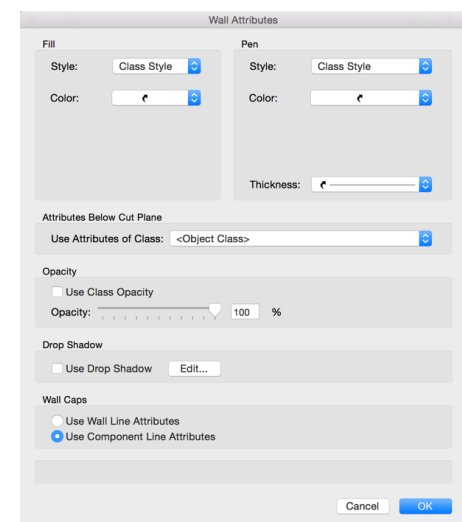 Wall Attributes
Fill
Style: Class Style
Color:
Pen
Style: Class Style
Color:
Thickness:
Attributes Below Cut Plane
Use Attributes of Class: <Object Class>
Opacity
Use Class Opacity
Opacity: 100 %
Drop Shadow
Use Drop Shadow Edit...
Wall Caps
Use Wall Line Attributes
Use Component Line Attributes
Cancel OK